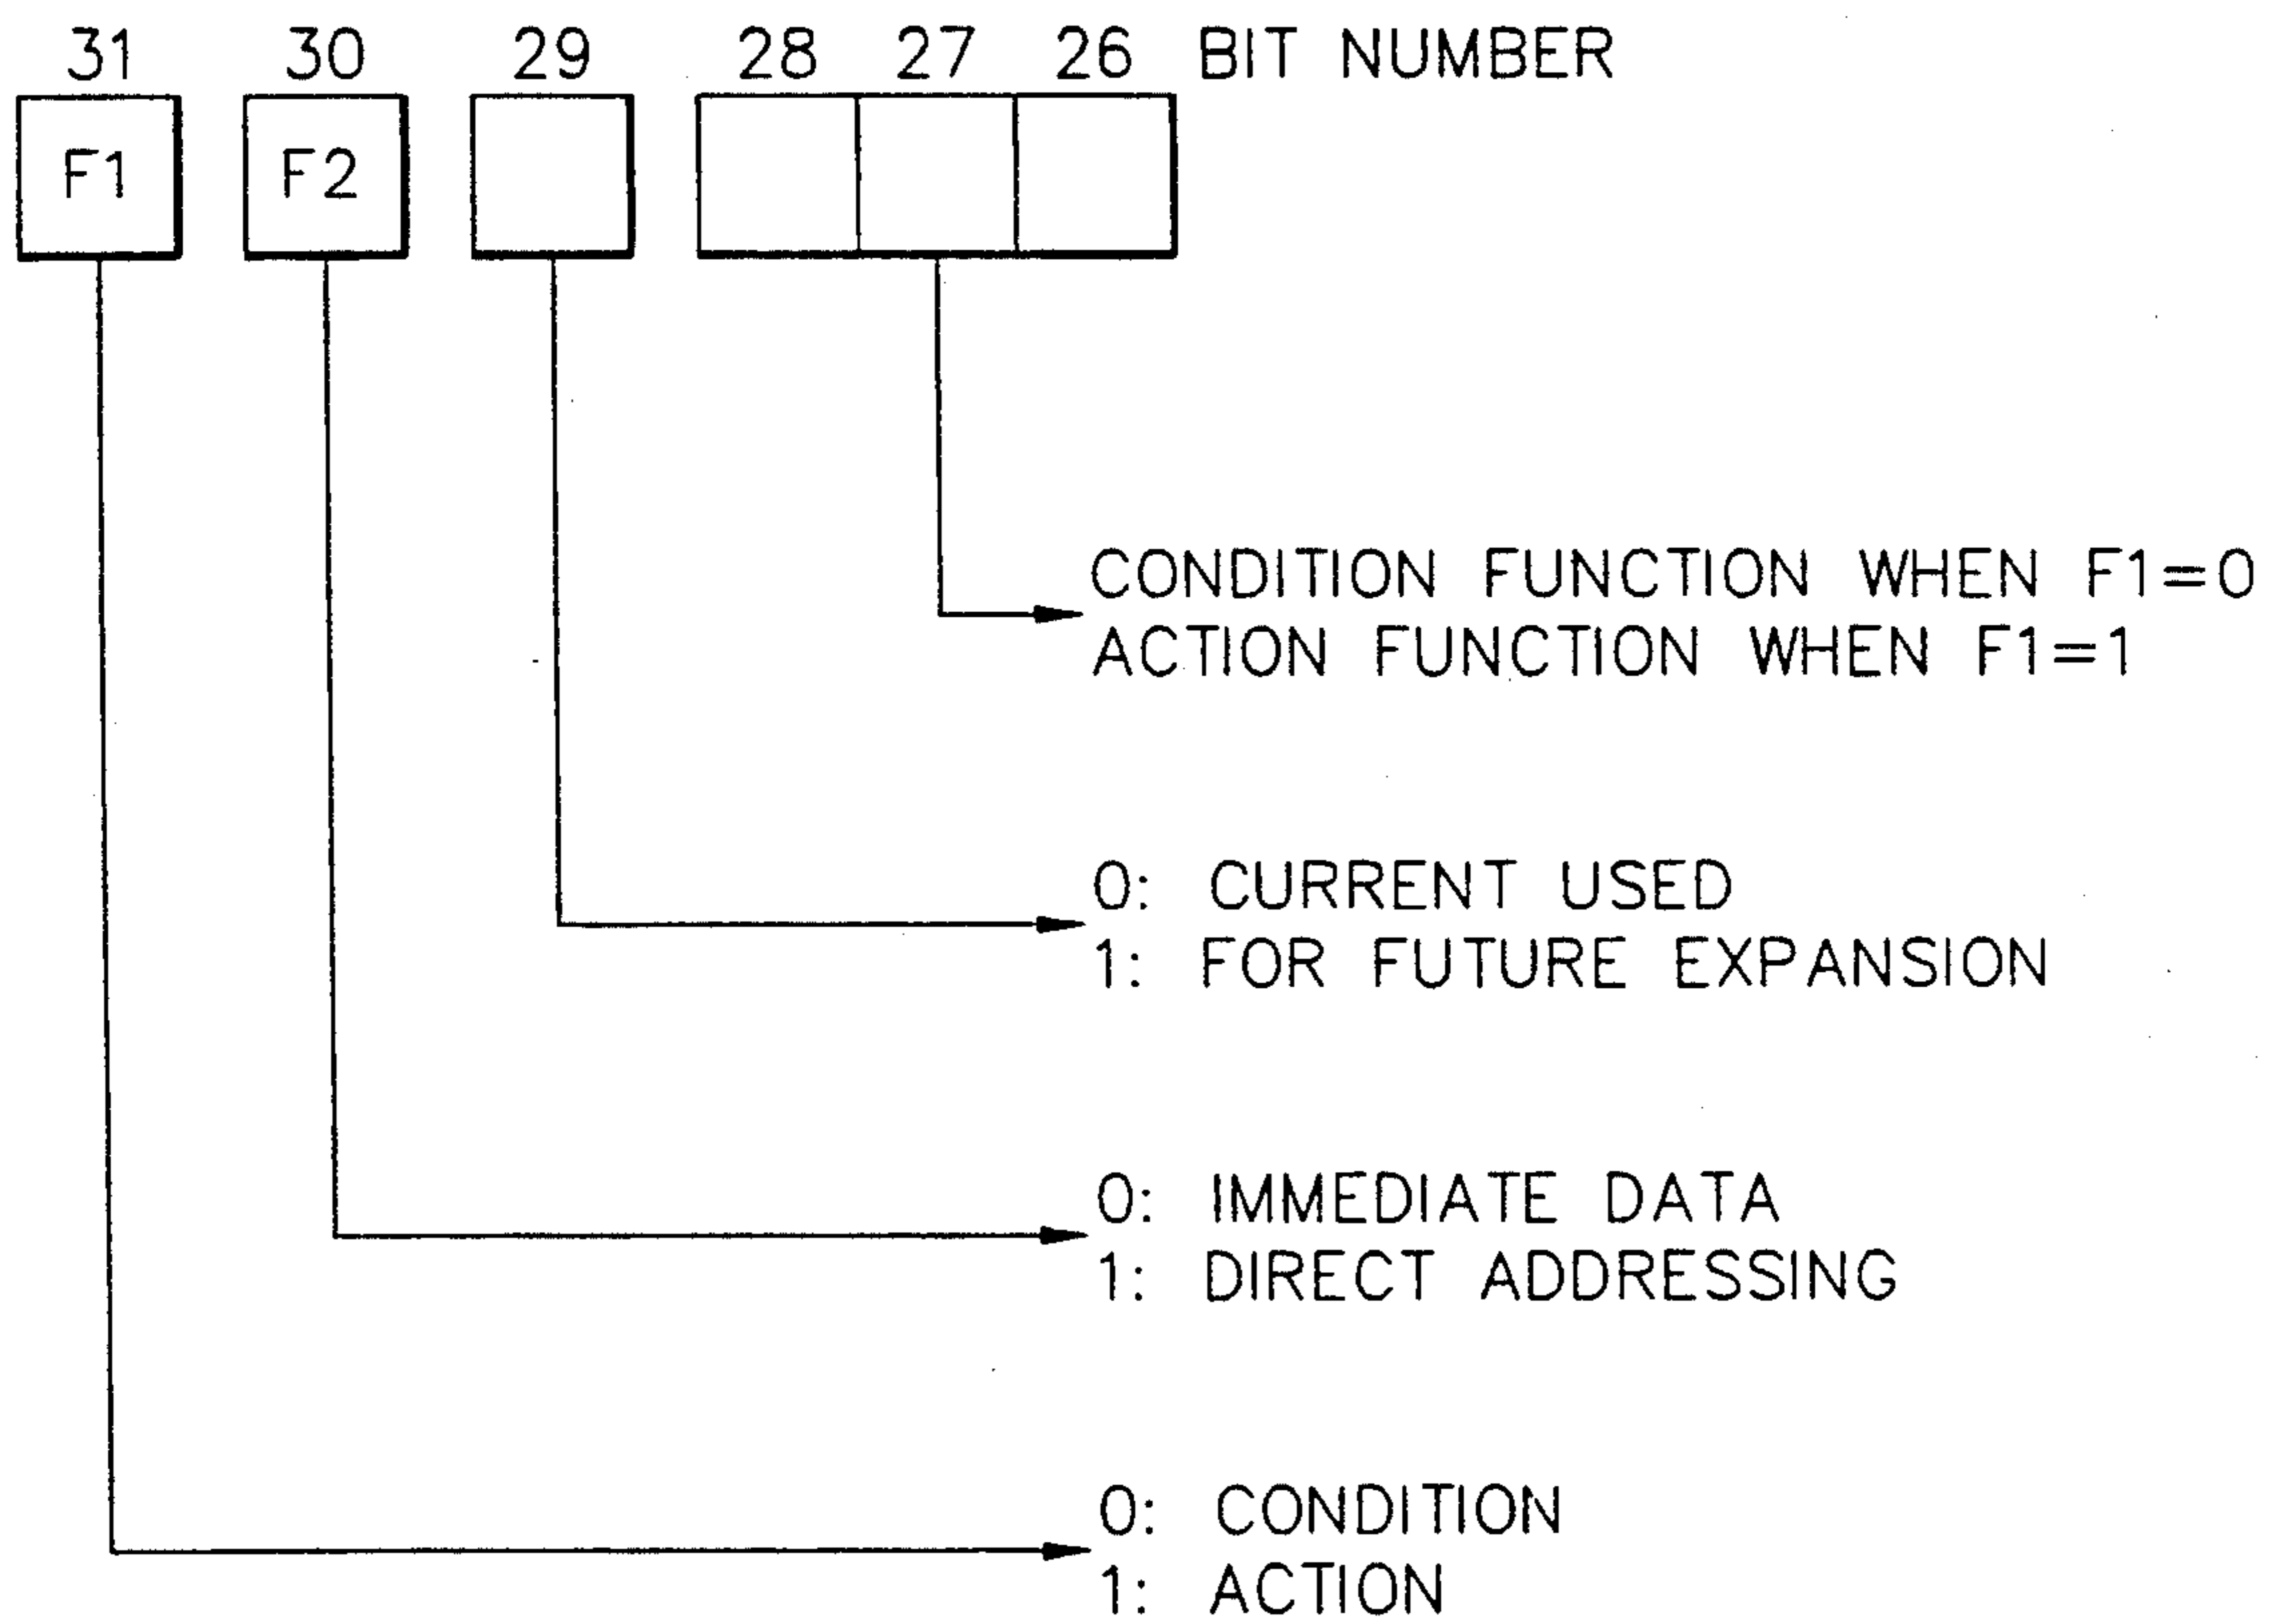 31 30 29 28 27 26 BIT NUMBER
F1 F2
CONDITION FUNCTION WHEN F1=0
ACTION FUNCTION WHEN F1=1
0: CURRENT USED
1: FOR FUTURE EXPANSION
0: IMMEDIATE DATA
1: DIRECT ADDRESSING
0: CONDITION
1: ACTION